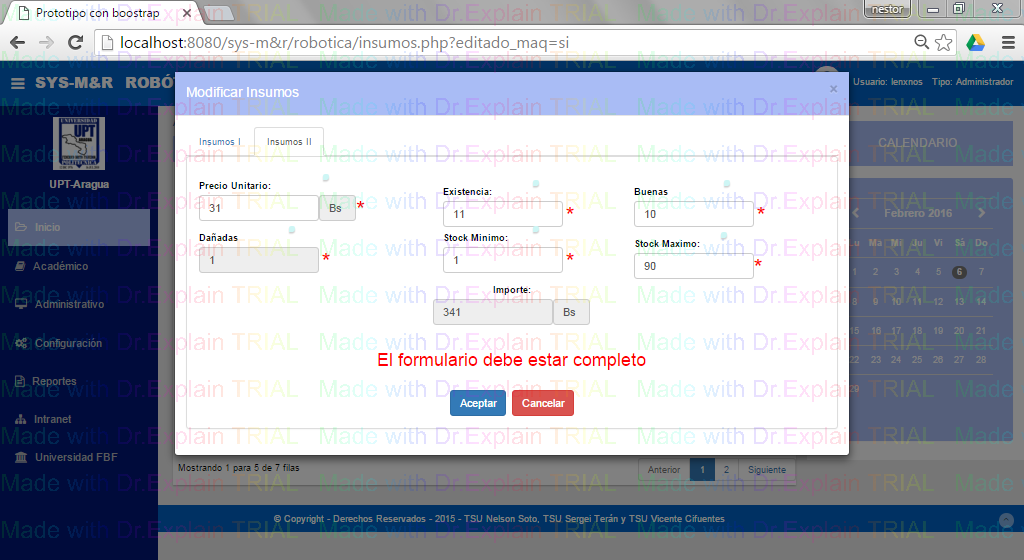 Prototipo con boostrap
nestor
localhost:8080/sys-m&r/robotica/insumos.php?editado_maq=si
SYS-M&R ROBÓT
Usuario: lenxnos Tipo: Administrador
Modificar Insumos ×
UNIVERSIDAD
UPT
POLITECNICA
UPT-Aragua
Inicio
Académico
Administrativo
Configuración
Reportes
Intranet
Universidad FBF
Insumos I Insumos II
Precio Unitario: Existencia: Buenas
31 Bs * 11 * 10 *
Dañadas Stock Minimo: Stock Maximo:
1 * 1 * 90 *
Importe:
341 Bs
El formulario debe estar completo
Aceptar Cancelar
CALENDARIO
Febrero 2016
Lu Ma Mi Ju Vi Sá Do
1 2 3 4 5 6 7
8 9 10 11 12 13 14
15 16 17 18 19 20 21
22 23 24 25 26 27 28
29
Mostrando 1 para 5 de 7 filas
Anterior 1 2 Siguiente
© Copyright - Derechos Reservados - 2015 - TSU Nelson Soto, TSU Sergei Terán y TSU Vicente Cifuentes
Made with Dr.Explain TRIAL